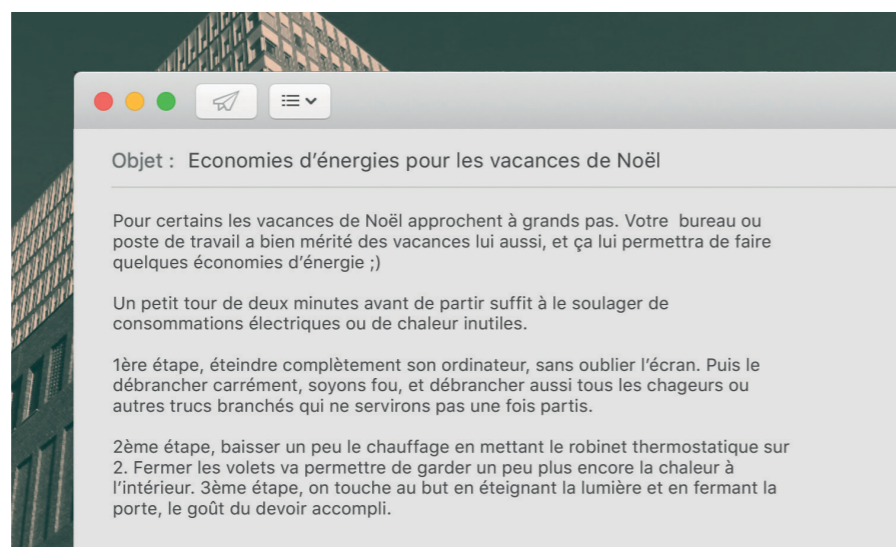 Objet : Economies d’énergies pour les vacances de Noël
Pour certains les vacances de Noël approchent à grands pas. Votre  bureau ou
poste de travail a bien mérité des vacances lui aussi, et ça lui permettra de faire
quelques économies d’énergie ;)
Un petit tour de deux minutes avant de partir suffit à le soulager de
consommations électriques ou de chaleur inutiles.
1ère étape, éteindre complètement son ordinateur, sans oublier l’écran. Puis le
débrancher carrément, soyons fou, et débrancher aussi tous les chageurs ou
autres trucs branchés qui ne servirons pas une fois partis.
2ème étape, baisser un peu le chauffage en mettant le robinet thermostatique sur
2. Fermer les volets va permettre de garder un peu plus encore la chaleur à
l’intérieur. 3ème étape, on touche au but en éteignant la lumière et en fermant la
porte, le goût du devoir accompli.